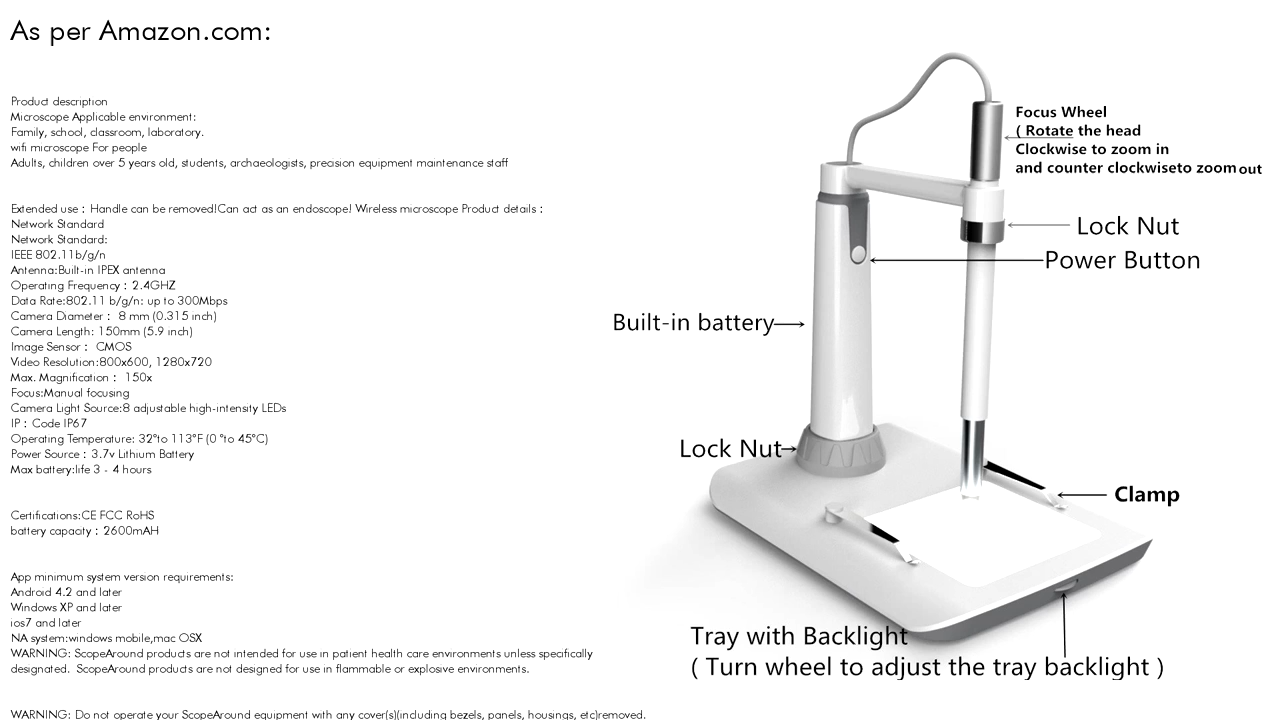 As per Amazon.com:
Product description
Microscope Applicable environment:
Family, school, classroom, laboratory.
wifi microscope For people
Adults, children over 5 years old, students, archaeologists, precision equipment maintenance staff
Extended use : Handle can be removed!Can act as an endoscope! Wireless microscope Product details :
Network Standard
Network Standard:
IEEE 802.11b/g/n
Antenna:Built-in IPEX antenna
Operating Frequency : 2.4GHZ
Data Rate:802.11 b/g/n: up to 300Mbps
Camera Diameter : 8 mm (0.315 inch)
Camera Length: 150mm (5.9 inch)
Image Sensor : CMOS
Video Resolution:800x600, 1280x720
Max. Magnification : 150x
Focus:Manual focusing
Camera Light Source:8 adjustable high-intensity LEDs
IP : Code IP67
Operating Temperature: 32°to 113°F (0 °to 45°C)
Power Source : 3.7v Lithium Battery
Max battery:life 3 - 4 hours
Certifications:CE FCC RoHS
battery capacity : 2600mAH
App minimum system version requirements:
Android 4.2 and later
Windows XP and later
ios7 and later
NA system:windows mobile,mac OSX
WARNING: ScopeAround products are not intended for use in patient health care environments unless specifically
designated. ScopeAround products are not designed for use in flammable or explosive environments.
WARNING: Do not operate your ScopeAround equipment with any cover(s)(including bezels, panels, housings, etc)removed.
Focus Wheel
( Rotate the head
Clockwise to zoom in
and counter clockwiseto zoom out
Lock Nut
Power Button
Built-in battery
Lock Nut
Clamp
Tray with Backlight
( Turn wheel to adjust the tray backlight )